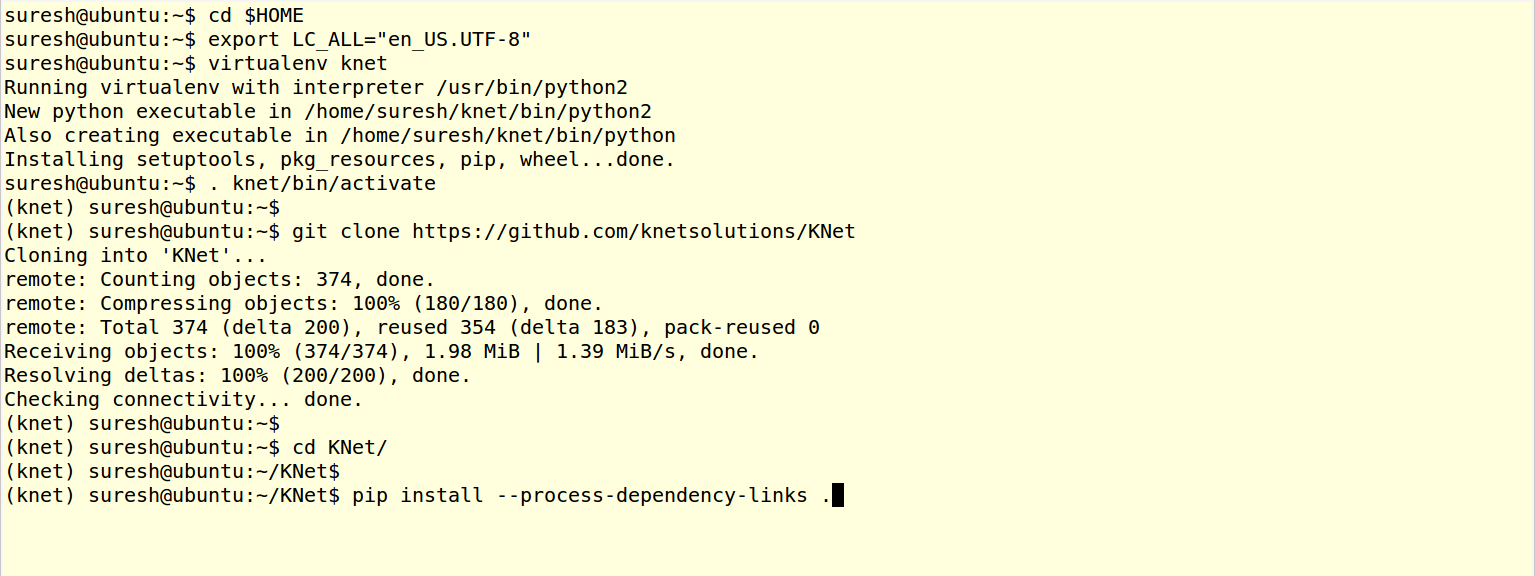 suresh@ubuntu:~$ cd $HOME
suresh@ubuntu:~$ export LC_ALL="en_US.UTF-8"
suresh@ubuntu:~$ virtualenv knet
Running virtualenv with interpreter /usr/bin/python2
New python executable in /home/suresh/knet/bin/python2
Also creating executable in /home/suresh/knet/bin/python
Installing setuptools, pkg_resources, pip, wheel...done.
suresh@ubuntu:~$ . knet/bin/activate
(knet) suresh@ubuntu:~$
(knet) suresh@ubuntu:~$ git clone https://github.com/knetsolutions/KNet
Cloning into 'KNet'...
remote: Counting objects: 374, done.
remote: Compressing objects: 100% (180/180), done.
remote: Total 374 (delta 200), reused 354 (delta 183), pack-reused 0
Receiving objects: 100% (374/374), 1.98 MiB | 1.39 MiB/s, done.
Resolving deltas: 100% (200/200), done.
Checking connectivity... done.
(knet) suresh@ubuntu:~$
(knet) suresh@ubuntu:~$ cd KNet/
(knet) suresh@ubuntu:~/KNet$
(knet) suresh@ubuntu:~/KNet$ pip install --process-dependency-links .